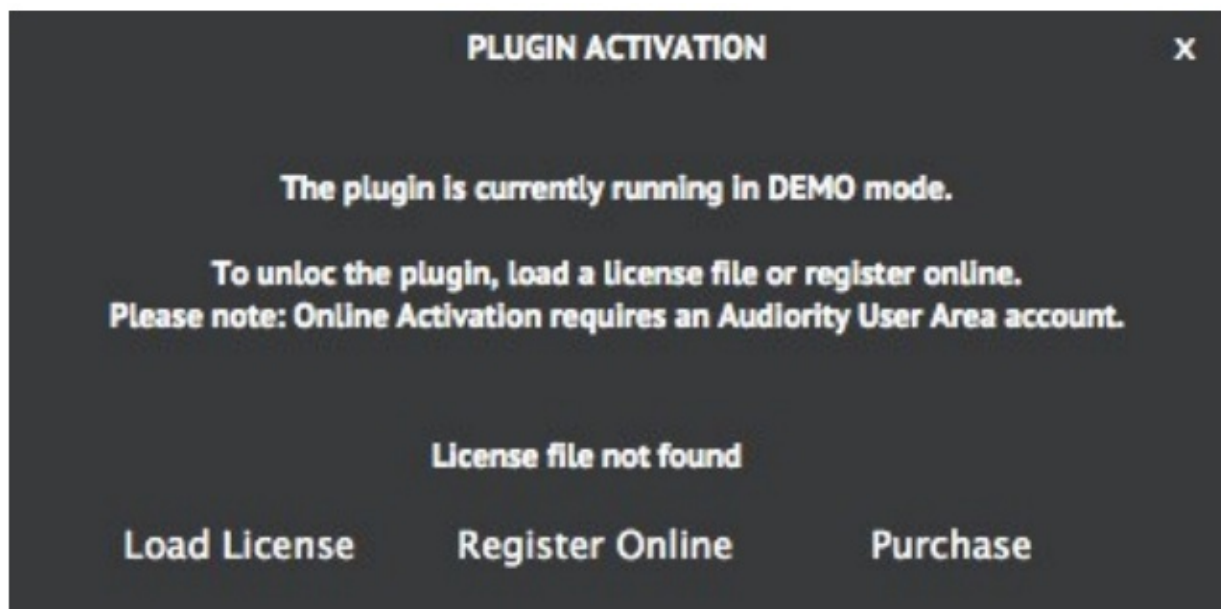 PLUGIN ACTIVATION
x
The plugin is currently running in DEMO mode.
To unloc the plugin, load a license file or register online.
Please note: Online Activation requires an Audiority User Area account.
License file not found
Load License Register Online Purchase